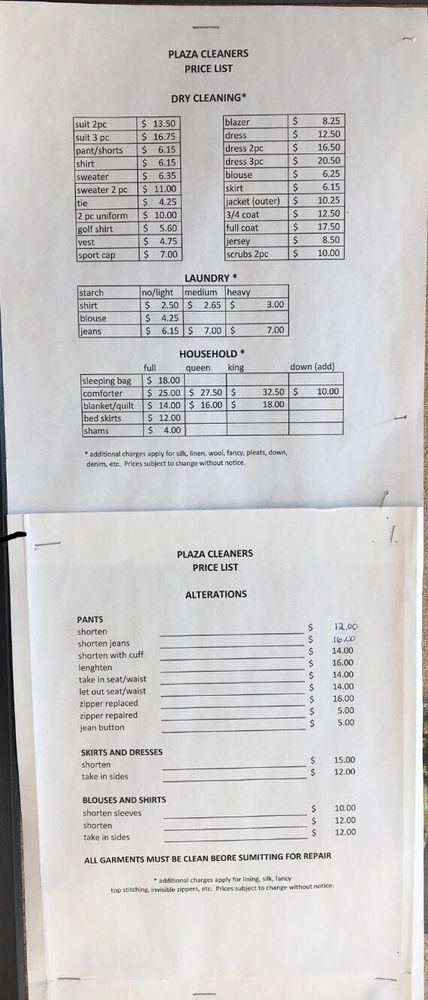 PLAZA CLEANERS
PRICE LIST
DRY CLEANING*
suit 2pc $ 13.50
suit 3 pc $ 16.75
pant/shorts $ 6.15
shirt $ 6.15
sweater $ 6.35
sweater 2 pc $ 11.00
tie $ 4.25
2 pc uniform $ 10.00
golf shirt $ 5.60
vest $ 4.75
sport cap $ 7.00
blazer $ 8.25
dress $ 12.50
dress 2pc $ 16.50
dress 3pc $ 20.50
blouse $ 6.25
skirt $ 6.15
jacket (outer) $ 10.25
3/4 coat $ 12.50
full coat $ 17.50
jersey $ 8.50
scrubs 2pc $ 10.00
LAUNDRY *
starch no/light medium heavy
shirt $ 2.50 $ 2.65 $ 3.00
blouse $ 4.25
jeans $ 6.15 $ 7.00 $ 7.00
HOUSEHOLD *
full queen king down (add)
sleeping bag $ 18.00
comforter $ 25.00 $ 27.50 $ 32.50 $ 10.00
blanket/quilt $ 14.00 $ 16.00 $ 18.00
bed skirts $ 12.00
shams $ 4.00
* additional charges apply for silk, linen, wool, fancy, pleats, down,
denim, etc. Prices subject to change without notice.
PLAZA CLEANERS
PRICE LIST
ALTERATIONS
PANTS
shorten $ 12.00
shorten jeans $ 16.00
shorten with cuff $ 14.00
lenghten $ 16.00
take in seat/waist $ 14.00
let out seat/waist $ 14.00
zipper replaced $ 16.00
zipper repaired $ 5.00
jean button $ 5.00
SKIRTS AND DRESSES
shorten $ 15.00
take in sides $ 12.00
BLOUSES AND SHIRTS
shorten sleeves $ 10.00
shorten $ 12.00
take in sides $ 12.00
ALL GARMENTS MUST BE CLEAN BEORE SUMITTING FOR REPAIR
* additional charges apply for lining, silk, fancy
top stitching, invisible zippers, etc. Prices subject to change without notice.